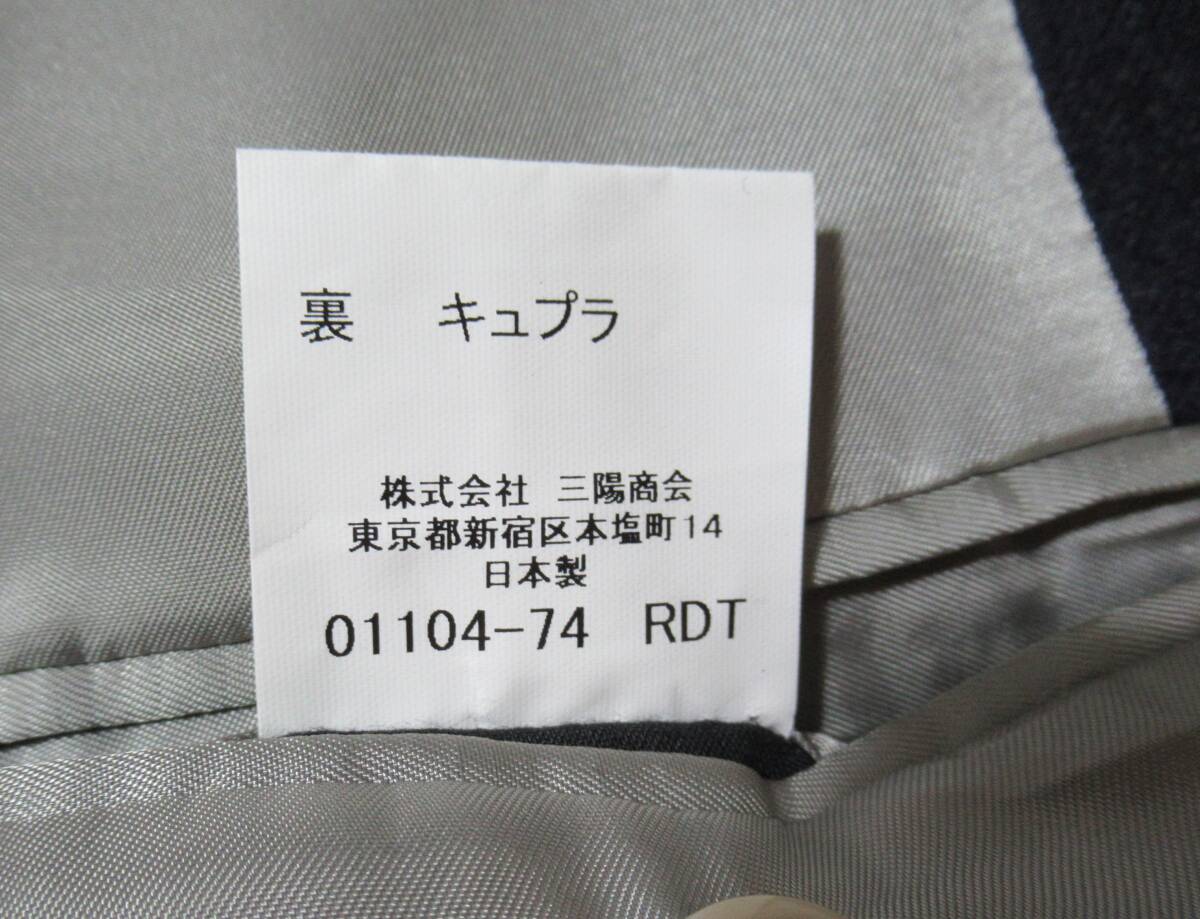 裏　キュプラ
株式会社 三陽商会
東京都新宿区本塩町14
日本製
01104-74 RDT